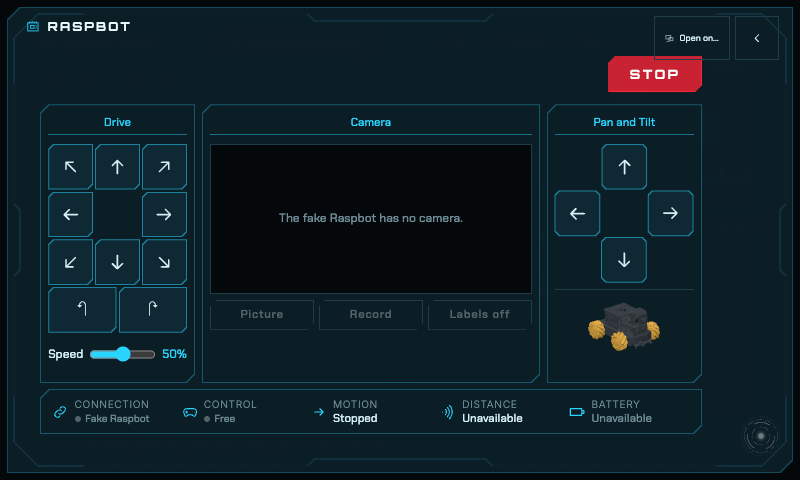 RASPBOT
Open on...
STOP
Drive
Camera
Pan and Tilt
The fake Raspbot has no camera.
Picture
Record
Labels off
Speed
50%
CONNECTION
Fake Raspbot
CONTROL
Free
MOTION
Stopped
DISTANCE
Unavailable
BATTERY
Unavailable